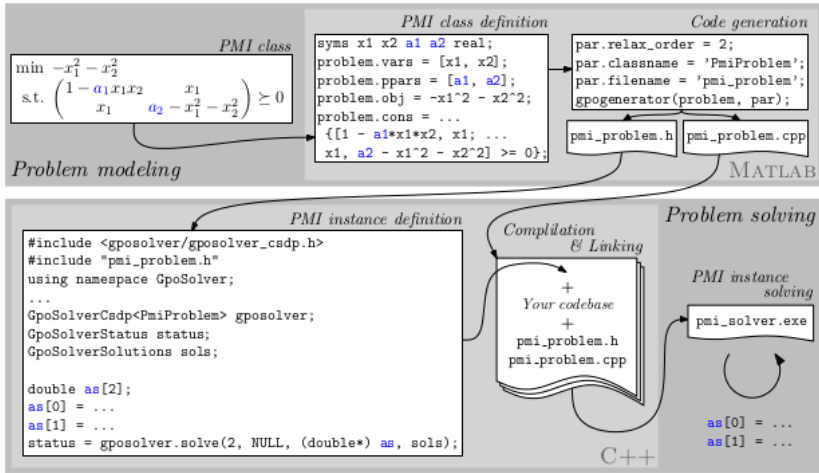 PMI class
min −x₁² − x₂²
s.t. ( 1 − a₁x₁x₂   x₁
x₁   a₂ − x₁² − x₂² ) ⪰ 0
Problem modeling
PMI class definition
syms x1 x2 a1 a2 real;
problem.vars = [x1, x2];
problem.ppars = [a1, a2];
problem.obj = -x1^2 - x2^2;
problem.cons = ...
{[1 - a1*x1*x2, x1; ...
x1, a2 - x1^2 - x2^2] >= 0};
Code generation
par.relax_order = 2;
par.classname = 'PmiProblem';
par.filename = 'pmi_problem';
gpogenerator(problem, par);
pmi_problem.h
pmi_problem.cpp
MATLAB
PMI instance definition
#include <gposolver/gposolver_csdp.h>
#include "pmi_problem.h"
using namespace GpoSolver;
...
GpoSolverCsdp<PmiProblem> gposolver;
GpoSolverStatus status;
GpoSolverSolutions sols;
double as[2];
as[0] = ...
as[1] = ...
status = gposolver.solve(2, NULL, (double*) as, sols);
Complilation
& Linking
+
Your codebase
+
pmi_problem.h
pmi_problem.cpp
C++
Problem solving
PMI instance
solving
pmi_solver.exe
as[0] = ...
as[1] = ...